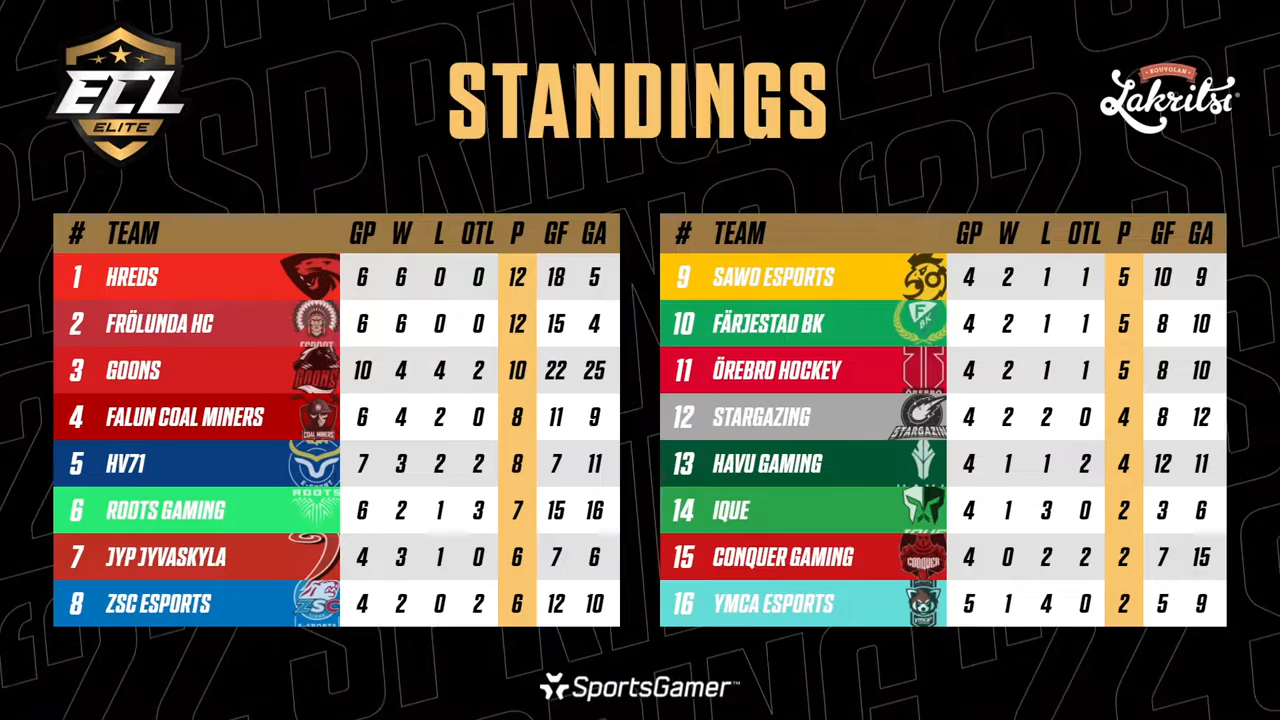 ECL
ELITE
STANDINGS
KOUVOLAN
Lakritsi
# TEAM GP W L OTL P GF GA
1 HREDS 6 6 0 0 12 18 5
2 FRÖLUNDA HC 6 6 0 0 12 15 4
3 GOONS 10 4 4 2 10 22 25
4 FALUN COAL MINERS 6 4 2 0 8 11 9
5 HV71 7 3 2 2 8 7 11
6 ROOTS GAMING 6 2 1 3 7 15 16
7 JYP JYVASKYLA 4 3 1 0 6 7 6
8 ZSC ESPORTS 4 2 0 2 6 12 10
# TEAM GP W L OTL P GF GA
9 SAWO ESPORTS 4 2 1 1 5 10 9
10 FÄRJESTAD BK 4 2 1 1 5 8 10
11 ÖREBRO HOCKEY 4 2 1 1 5 8 10
12 STARGAZING 4 2 2 0 4 8 12
13 HAVU GAMING 4 1 1 2 4 12 11
14 IQUE 4 1 3 0 2 3 6
15 CONQUER GAMING 4 0 2 2 2 7 15
16 YMCA ESPORTS 5 1 4 0 2 5 9
SportsGamer™